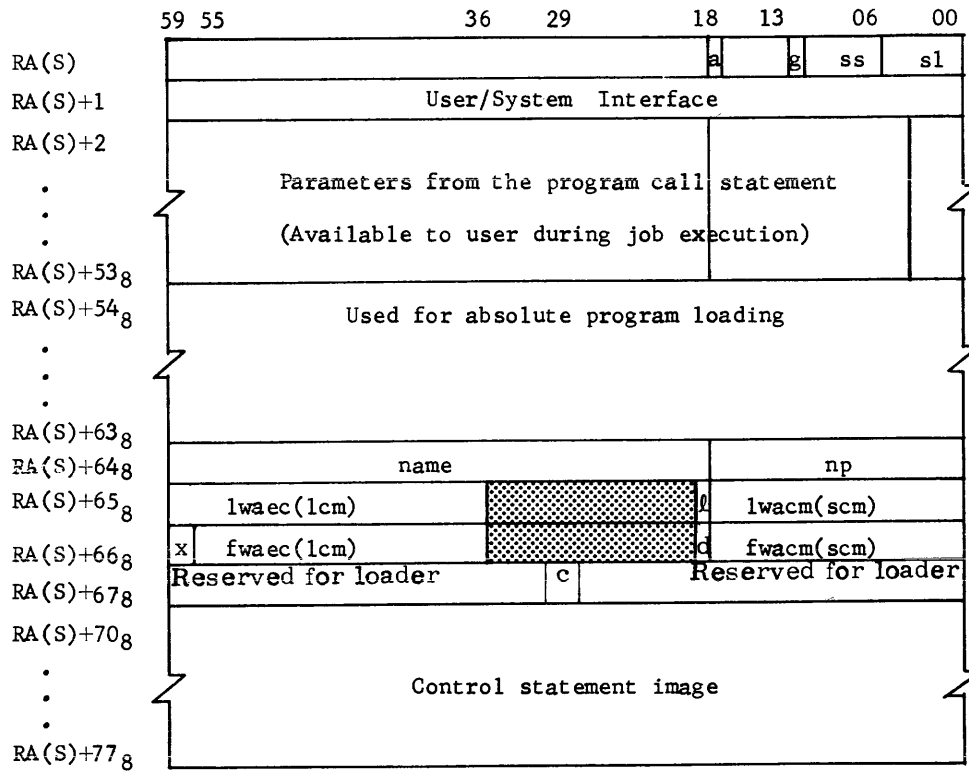 59 55 36 29 18 13 06 00
RA(S) a g ss sl
RA(S)+1 User/System Interface
RA(S)+2
Parameters from the program call statement
(Available to user during job execution)
RA(S)+53₈
RA(S)+54₈ Used for absolute program loading
RA(S)+63₈
RA(S)+64₈ name np
RA(S)+65₈ lwaec(lcm) ℓ lwacm(scm)
RA(S)+66₈ x fwaec(lcm) d fwacm(scm)
RA(S)+67₈ Reserved for loader c Reserved for loader
RA(S)+70₈
Control statement image
RA(S)+77₈